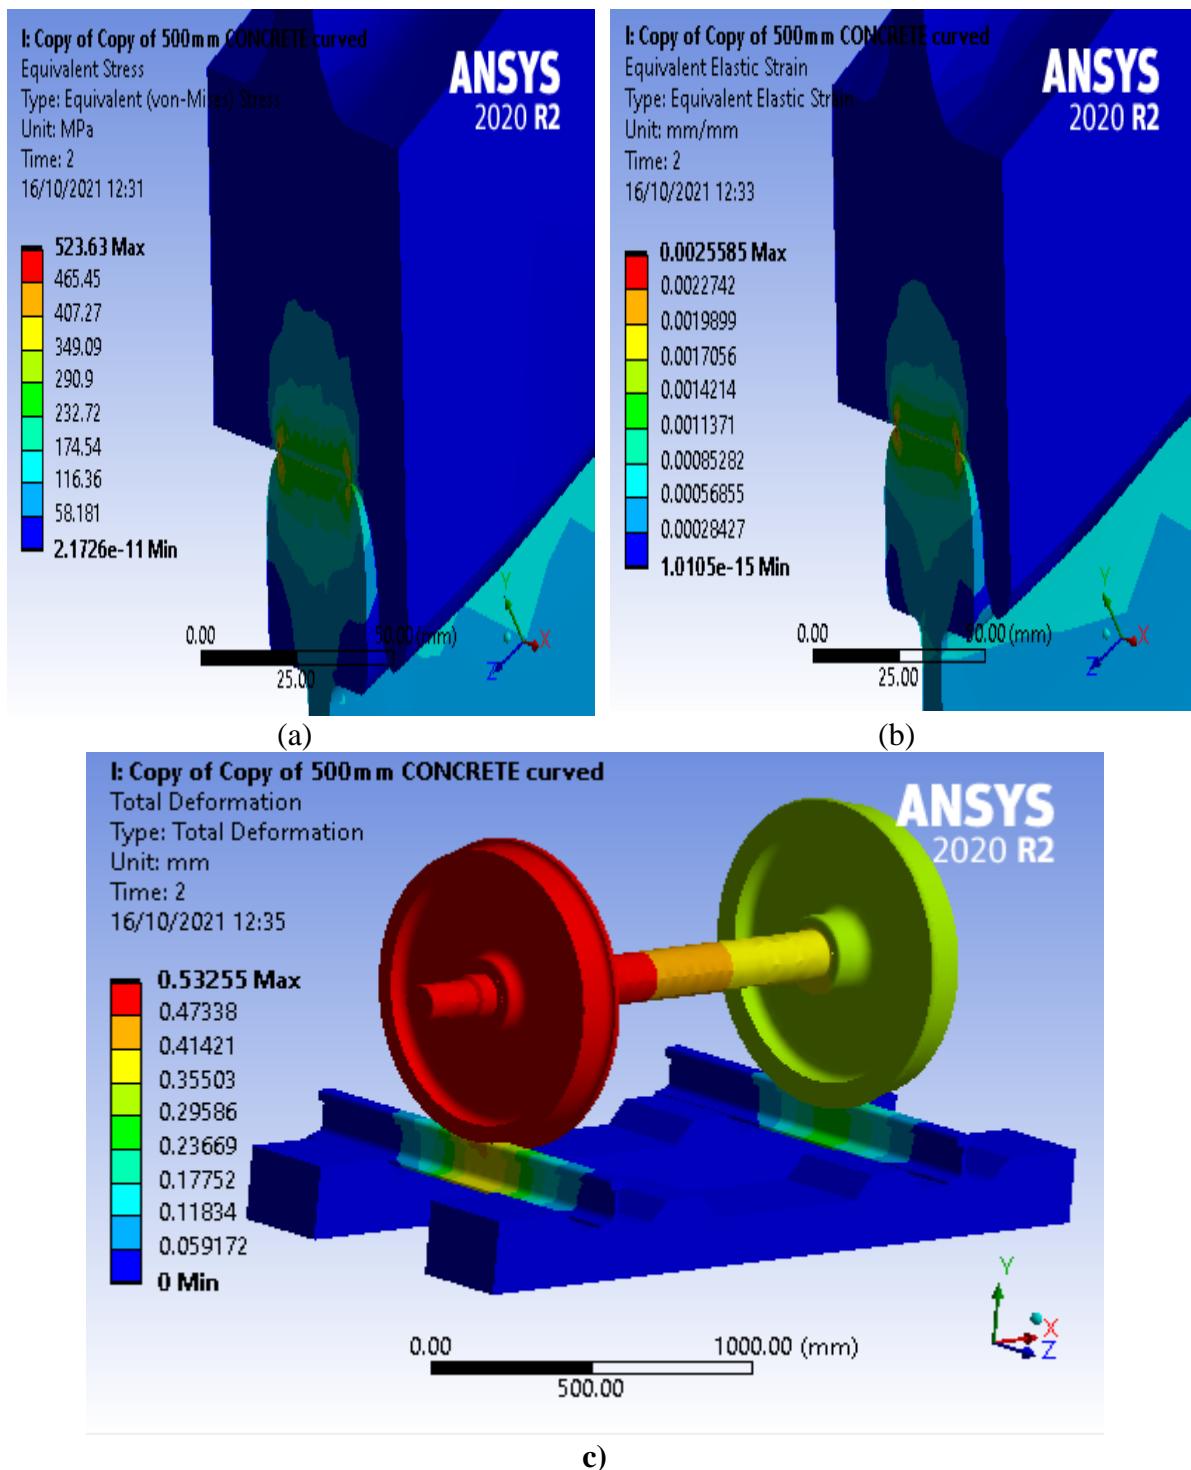 I: Copy of Copy of 500mm CONCRETE curved
Equivalent Stress
Type: Equivalent (von-Mises) Stress
Unit: MPa
Time: 2
16/10/2021 12:31
ANSYS
2020 R2
523.63 Max
465.45
407.27
349.09
290.9
232.72
174.54
116.36
58.181
2.1726e-11 Min
0.00
50.00 (mm)
25.00
Y
X
Z
(a)
I: Copy of Copy of 500mm CONCRETE curved
Equivalent Elastic Strain
Type: Equivalent Elastic Strain
Unit: mm/mm
Time: 2
16/10/2021 12:33
ANSYS
2020 R2
0.0025585 Max
0.0022742
0.0019899
0.0017056
0.0014214
0.0011371
0.00085282
0.00056855
0.00028427
1.0105e-15 Min
0.00
50.00 (mm)
25.00
Y
X
Z
(b)
I: Copy of Copy of 500mm CONCRETE curved
Total Deformation
Type: Total Deformation
Unit: mm
Time: 2
16/10/2021 12:35
ANSYS
2020 R2
0.53255 Max
0.47338
0.41421
0.35503
0.29586
0.23669
0.17752
0.11834
0.059172
0 Min
0.00
1000.00 (mm)
500.00
Y
X
Z
c)